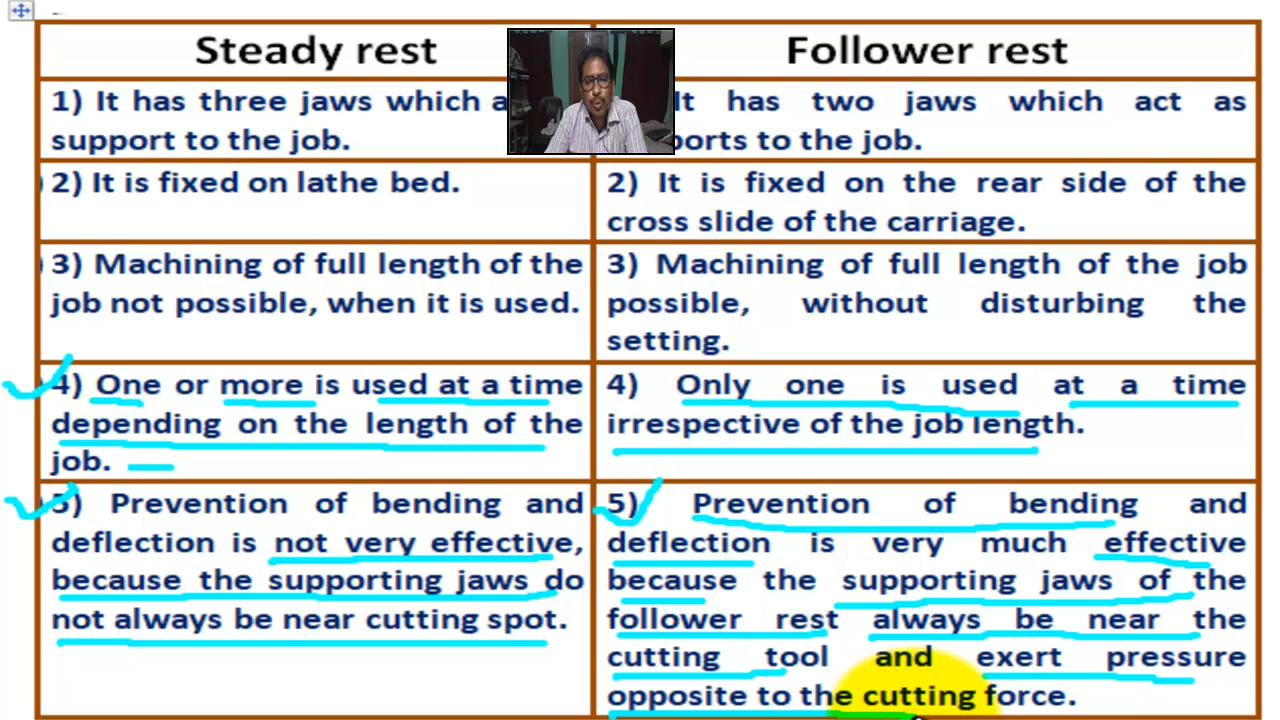 Steady rest
Follower rest
1) It has three jaws which
support to the job.
It has two jaws which act as
to the job.
2) It is fixed on lathe bed.
2) It is fixed on the rear side of the
cross slide of the carriage.
3) Machining of full length of the
job not possible, when it is used.
3) Machining of full length of the job
possible, without disturbing the
setting.
4) One or more is used at a time
depending on the length of the
job.
4) Only one is used at a time
irrespective of the job length.
5) Prevention of bending and
deflection is not very effective,
because the supporting jaws do
not always be near cutting spot.
5) Prevention of bending and
deflection is very much effective
because the supporting jaws of the
follower rest always be near the
cutting tool and exert pressure
opposite to the cutting force.